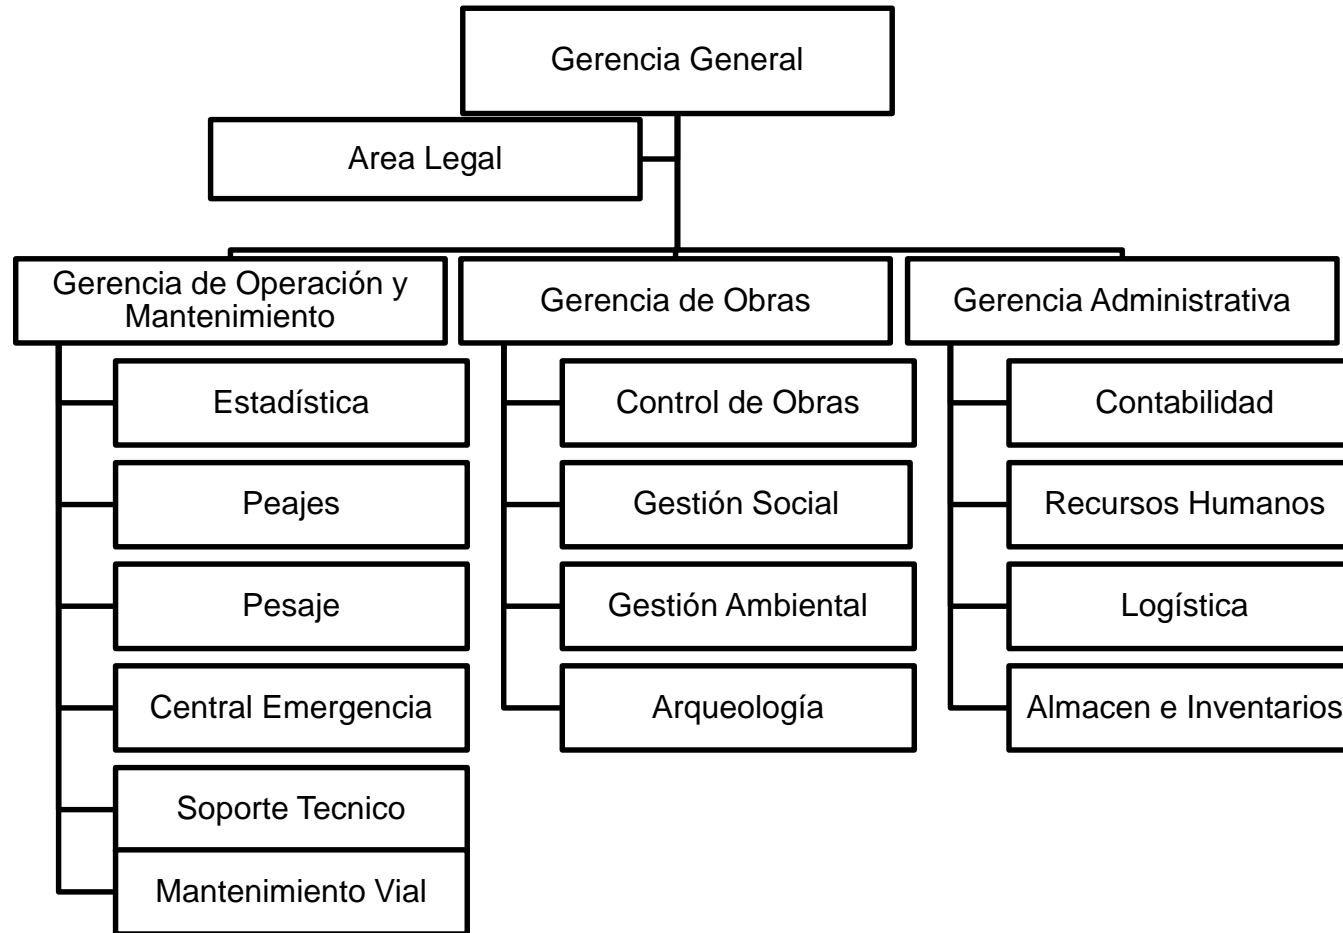 Gerencia General
Area Legal
Gerencia de Operación y
Mantenimiento
Gerencia de Obras
Gerencia Administrativa
Estadística
Peajes
Pesaje
Central Emergencia
Soporte Tecnico
Mantenimiento Vial
Control de Obras
Gestión Social
Gestión Ambiental
Arqueología
Contabilidad
Recursos Humanos
Logística
Almacen e Inventarios